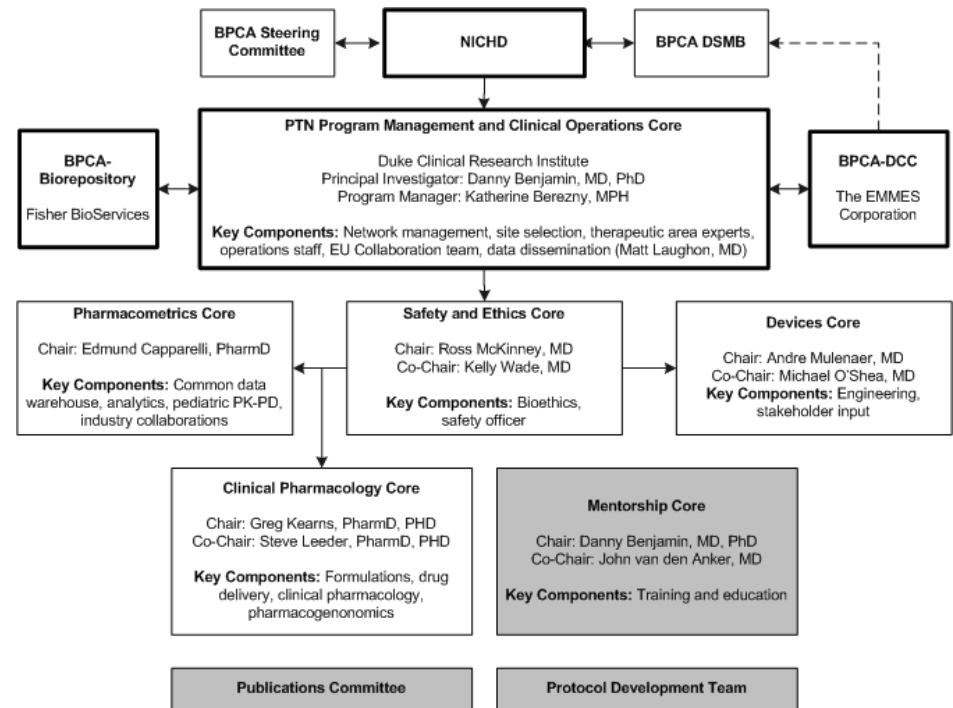 BPCA Steering
Committee
NICHD
BPCA DSMB
PTN Program Management and Clinical Operations Core
Duke Clinical Research Institute
Principal Investigator: Danny Benjamin, MD, PhD
Program Manager: Katherine Berezny, MPH
Key Components: Network management, site selection, therapeutic area experts,
operations staff, EU Collaboration team, data dissemination (Matt Laughon, MD)
BPCA-
Biorepository
Fisher BioServices
BPCA-DCC
The EMMES
Corporation
Pharmacometrics Core
Chair: Edmund Capparelli, PharmD
Key Components: Common data
warehouse, analytics, pediatric PK-PD,
industry collaborations
Safety and Ethics Core
Chair: Ross McKinney, MD
Co-Chair: Kelly Wade, MD
Key Components: Bioethics,
safety officer
Devices Core
Chair: Andre Mulenaer, MD
Co-Chair: Michael O'Shea, MD
Key Components: Engineering,
stakeholder input
Clinical Pharmacology Core
Chair: Greg Kearns, PharmD, PHD
Co-Chair: Steve Leeder, PharmD, PHD
Key Components: Formulations, drug
delivery, clinical pharmacology,
pharmacogenonomics
Mentorship Core
Chair: Danny Benjamin, MD, PhD
Co-Chair: John van den Anker, MD
Key Components: Training and education
Publications Committee
Protocol Development Team